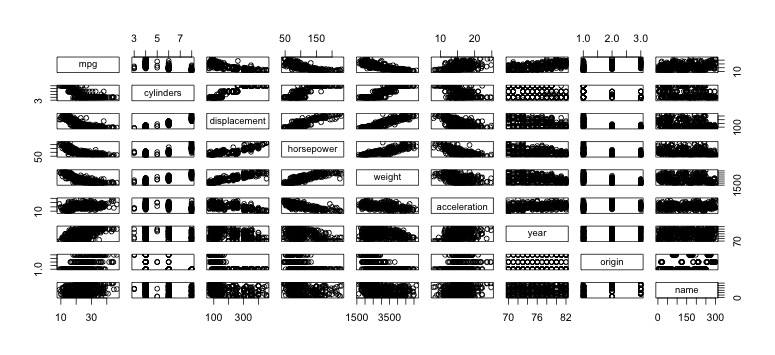 3 5 7
50 150
10 20
1.0 2.0 3.0
mpg
10
cylinders
3
displacement
100
horsepower
50
weight
1500
acceleration
10
year
70
origin
1.0
name
0
10 30
100 300
1500 3500
70 76 82
0 150 300